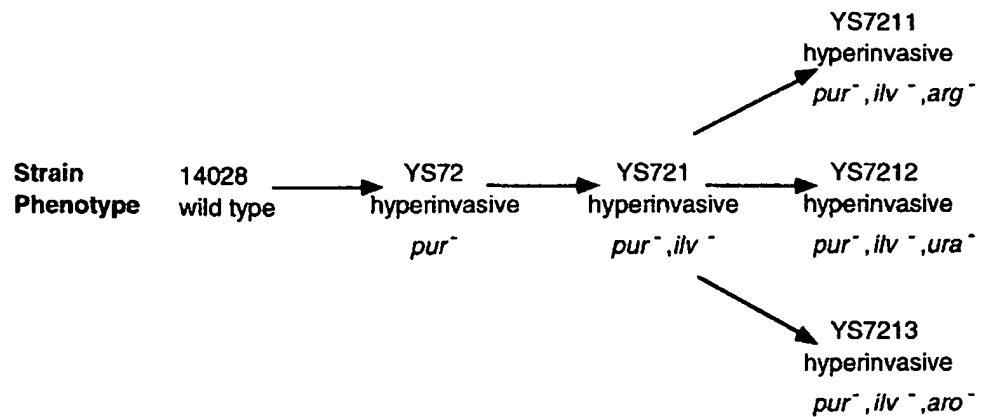 YS7211
hyperinvasive
pur⁻, ilv ⁻, arg⁻
Strain 14028 YS72 YS721 YS7212
Phenotype wild type hyperinvasive hyperinvasive hyperinvasive
pur⁻ pur⁻, ilv ⁻ pur⁻, ilv ⁻, ura⁻
YS7213
hyperinvasive
pur⁻, ilv ⁻, aro⁻